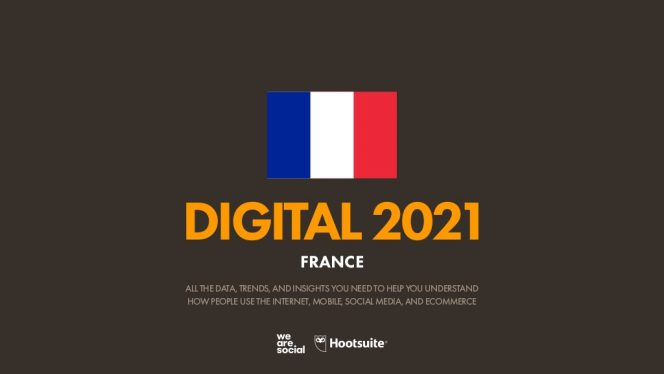 DIGITAL 2021
FRANCE
ALL THE DATA, TRENDS, AND INSIGHTS YOU NEED TO HELP YOU UNDERSTAND
HOW PEOPLE USE THE INTERNET, MOBILE, SOCIAL MEDIA, AND ECOMMERCE
we
are
social
Hootsuite®